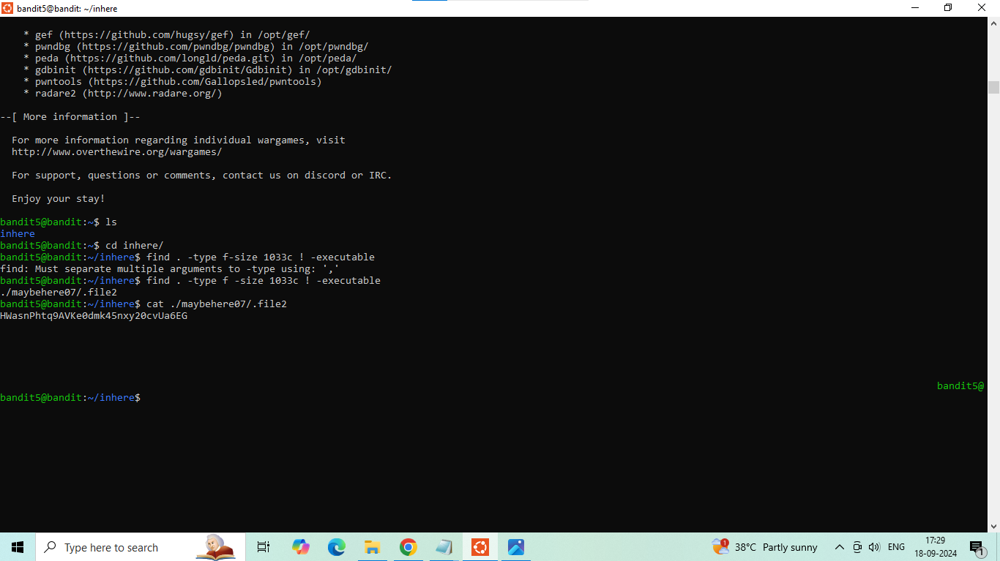 bandit5@bandit: ~/inhere
* gef (https://github.com/hugsy/gef) in /opt/gef/
* pwndbg (https://github.com/pwndbg/pwndbg) in /opt/pwndbg/
* peda (https://github.com/longld/peda.git) in /opt/peda/
* gdbinit (https://github.com/gdbinit/Gdbinit) in /opt/gdbinit/
* pwntools (https://github.com/Gallopsled/pwntools)
* radare2 (http://www.radare.org/)
--[ More information ]--
For more information regarding individual wargames, visit
http://www.overthewire.org/wargames/
For support, questions or comments, contact us on discord or IRC.
Enjoy your stay!
bandit5@bandit:~$ ls
inhere
bandit5@bandit:~$ cd inhere/
bandit5@bandit:~/inhere$ find . -type f-size 1033c ! -executable
find: Must separate multiple arguments to -type using: ','
bandit5@bandit:~/inhere$ find . -type f -size 1033c ! -executable
./maybehere07/.file2
bandit5@bandit:~/inhere$ cat ./maybehere07/.file2
HWasnPhtq9AVKe0dmk45nxy20cvUa6EG
bandit5@
bandit5@bandit:~/inhere$
Type here to search
1
38°C Partly sunny
ENG
17:29
18-09-2024
1